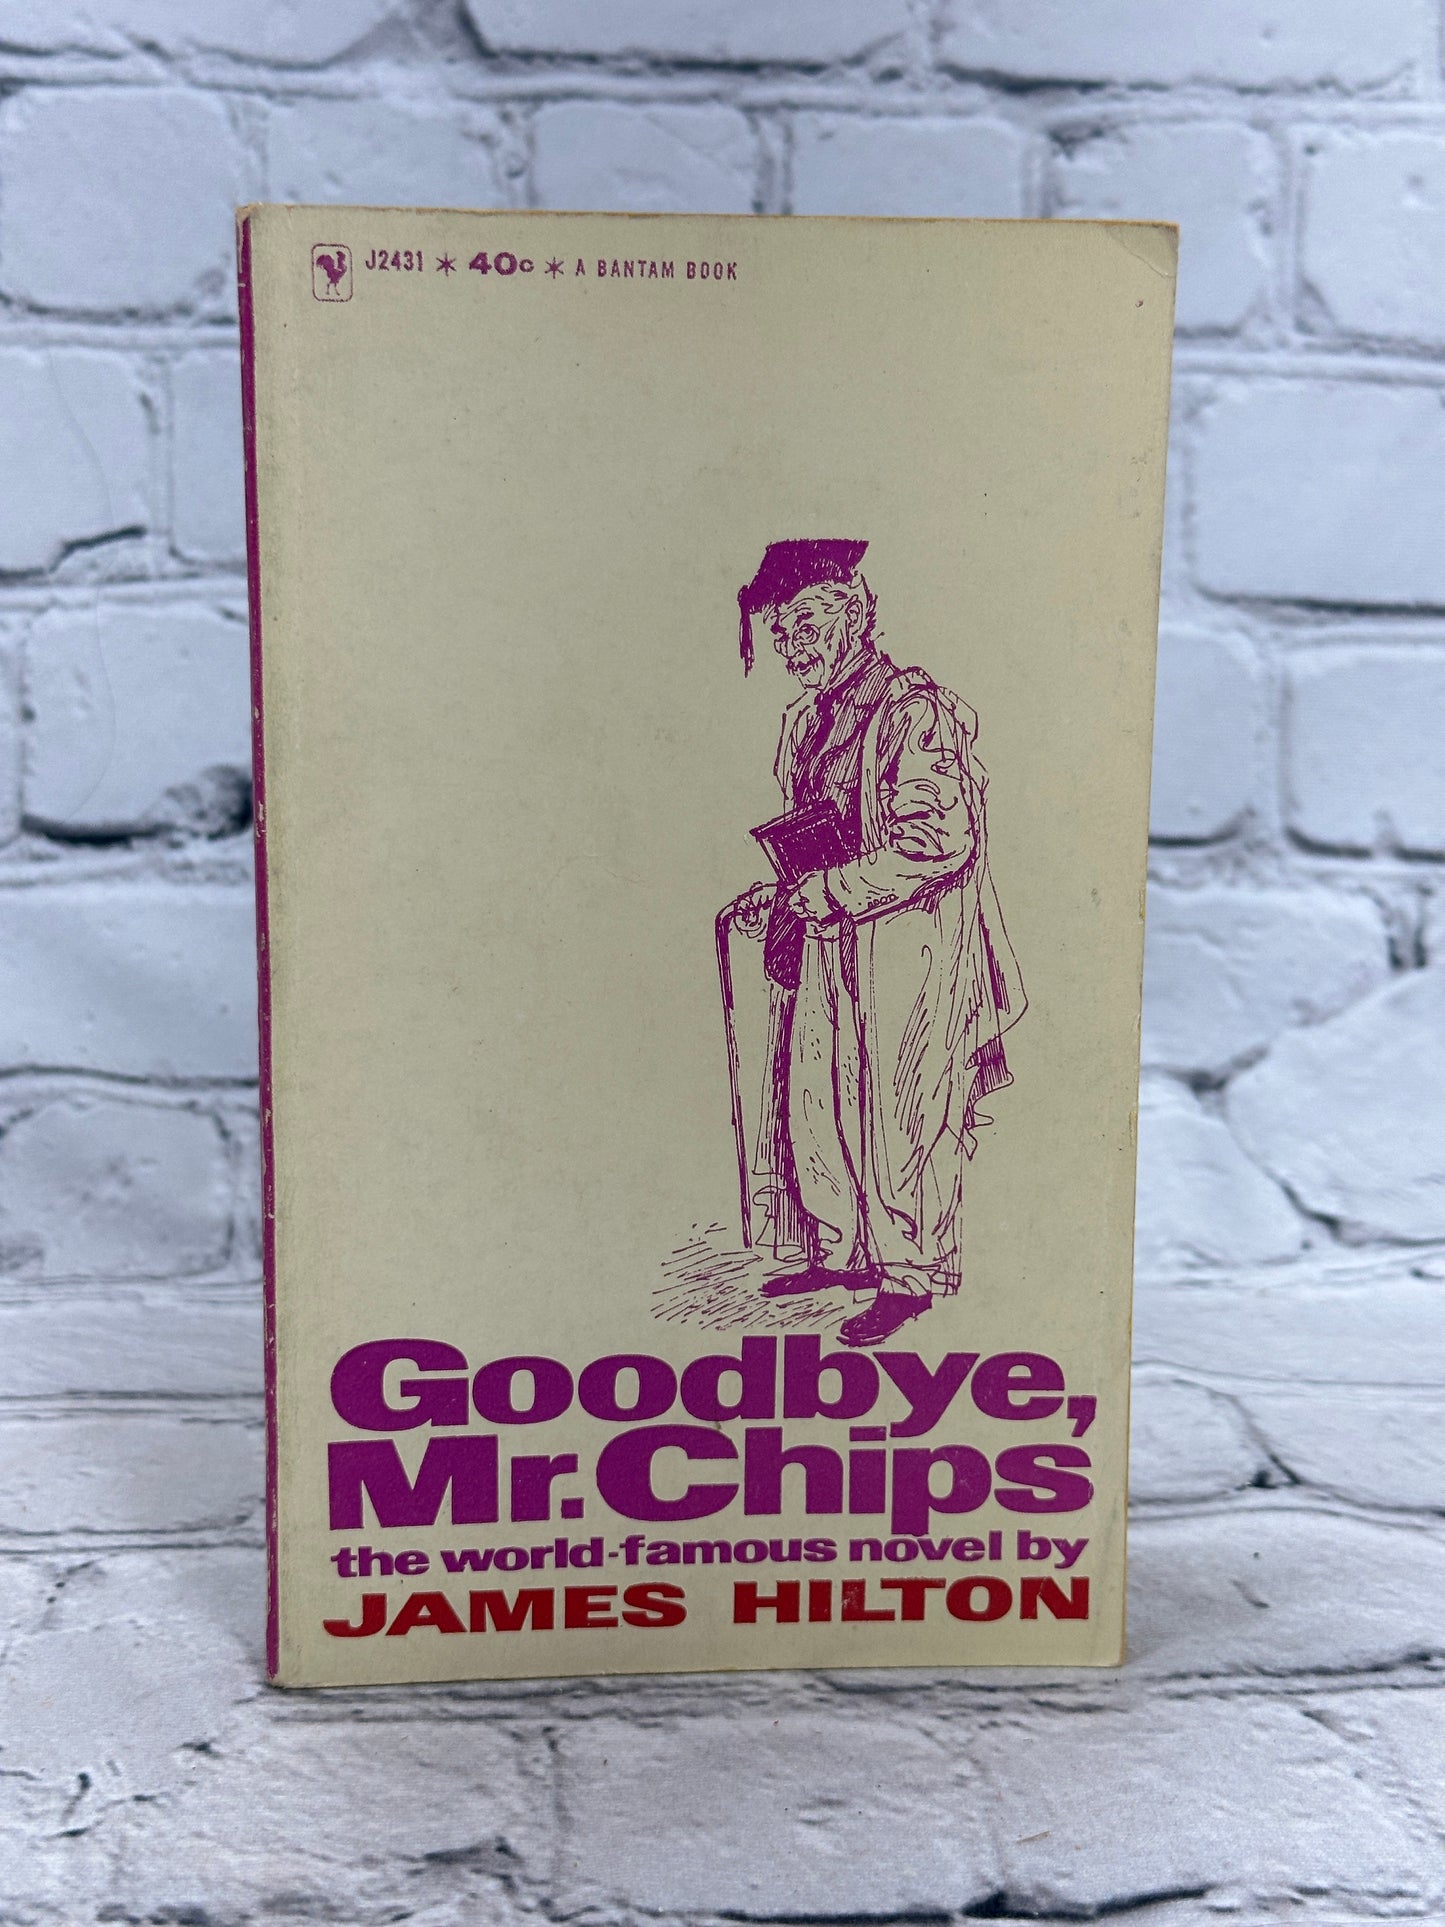 J2431 * 40c * A BANTAM BOOK
Goodbye,
Mr. Chips
the world-famous novel by
JAMES HILTON